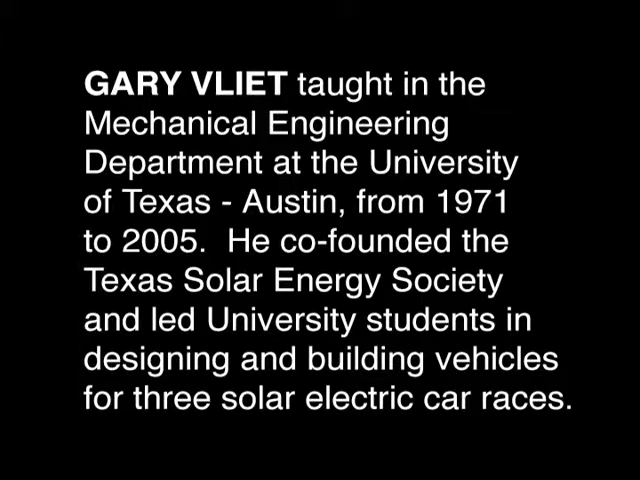 GARY VLIET taught in the
Mechanical Engineering
Department at the University
of Texas - Austin, from 1971
to 2005.  He co-founded the
Texas Solar Energy Society
and led University students in
designing and building vehicles
for three solar electric car races.